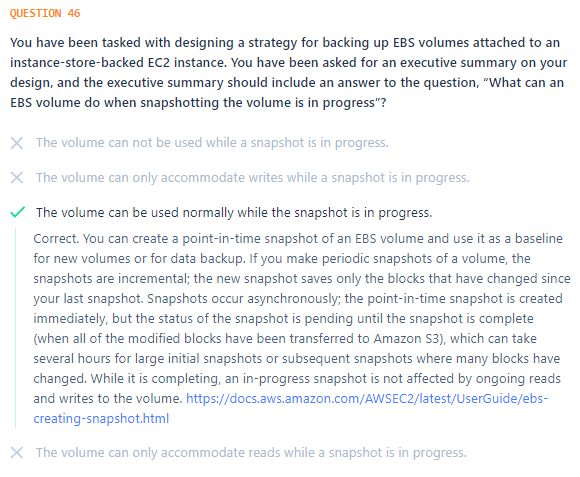 QUESTION 46
You have been tasked with designing a strategy for backing up EBS volumes attached to an
instance-store-backed EC2 instance. You have been asked for an executive summary on your
design, and the executive summary should include an answer to the question, “What can an
EBS volume do when snapshotting the volume is in progress”?
The volume can not be used while a snapshot is in progress.
The volume can only accommodate writes while a snapshot is in progress.
The volume can be used normally while the snapshot is in progress.
Correct. You can create a point-in-time snapshot of an EBS volume and use it as a baseline
for new volumes or for data backup. If you make periodic snapshots of a volume, the
snapshots are incremental; the new snapshot saves only the blocks that have changed since
your last snapshot. Snapshots occur asynchronously; the point-in-time snapshot is created
immediately, but the status of the snapshot is pending until the snapshot is complete
(when all of the modified blocks have been transferred to Amazon S3), which can take
several hours for large initial snapshots or subsequent snapshots where many blocks have
changed. While it is completing, an in-progress snapshot is not affected by ongoing reads
and writes to the volume. https://docs.aws.amazon.com/AWSEC2/latest/UserGuide/ebs-
creating-snapshot.html
The volume can only accommodate reads while a snapshot is in progress.